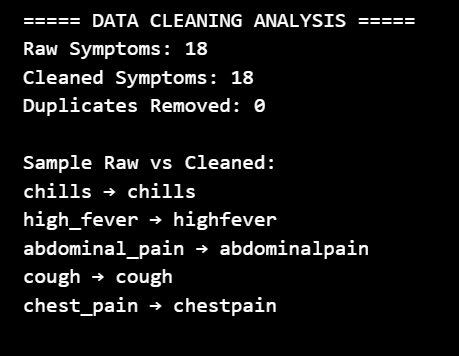 ===== DATA CLEANING ANALYSIS =====
Raw Symptoms: 18
Cleaned Symptoms: 18
Duplicates Removed: 0
Sample Raw vs Cleaned:
chills → chills
high_fever → highfever
abdominal_pain → abdominalpain
cough → cough
chest_pain → chestpain